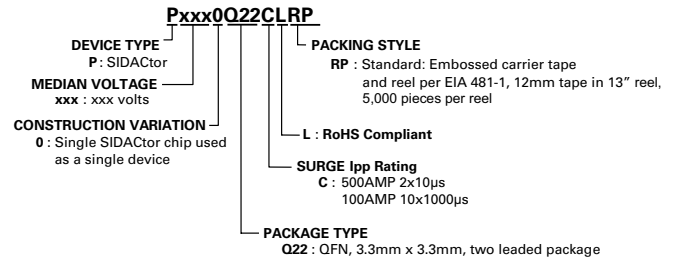 Pxxx0Q22CLRP
DEVICE TYPE
P: SIDACtor
MEDIAN VOLTAGE
xxx : xxx volts
CONSTRUCTION VARIATION
0 : Single SIDACtor chip used
as a single device
PACKING STYLE
RP : Standard: Embossed carrier tape
and reel per EIA 481-1, 12mm tape in 13″ reel,
5,000 pieces per reel
L : RoHS Compliant
SURGE Ipp Rating
C : 500AMP 2x10µs
100AMP 10x1000µs
PACKAGE TYPE
Q22 : QFN, 3.3mm x 3.3mm, two leaded package